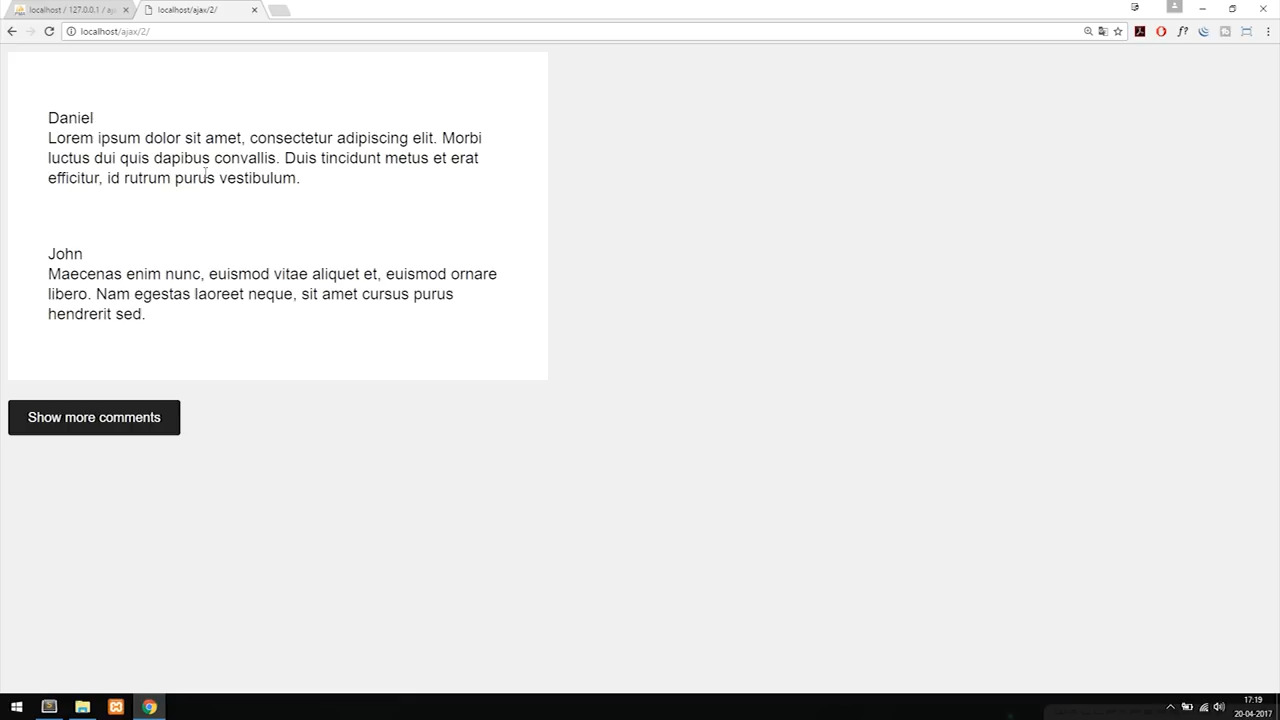 localhost / 127.0.0.1 / aj
localhost/ajax/2/
localhost/ajax/2/
f?
Daniel
Lorem ipsum dolor sit amet, consectetur adipiscing elit. Morbi
luctus dui quis dapibus convallis. Duis tincidunt metus et erat
efficitur, id rutrum purus vestibulum.
John
Maecenas enim nunc, euismod vitae aliquet et, euismod ornare
libero. Nam egestas laoreet neque, sit amet cursus purus
hendrerit sed.
Show more comments
17:19
20-04-2017